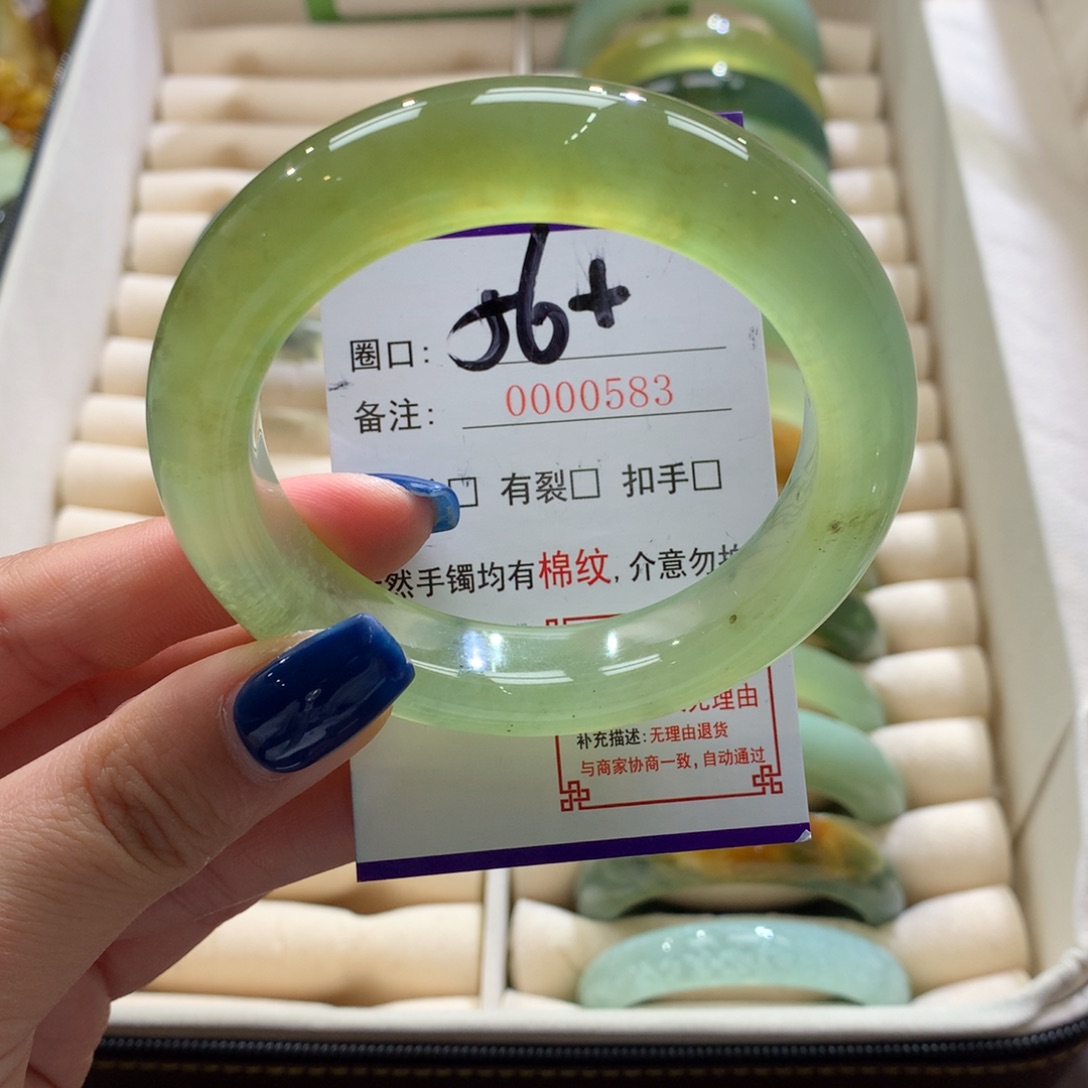 圈口: 56+
备注: 0000583
□ 有裂□ 扣手□
然手镯均有棉纹, 介意勿拍
无理由
补充描述:无理由退货
与商家协商一致,自动通过